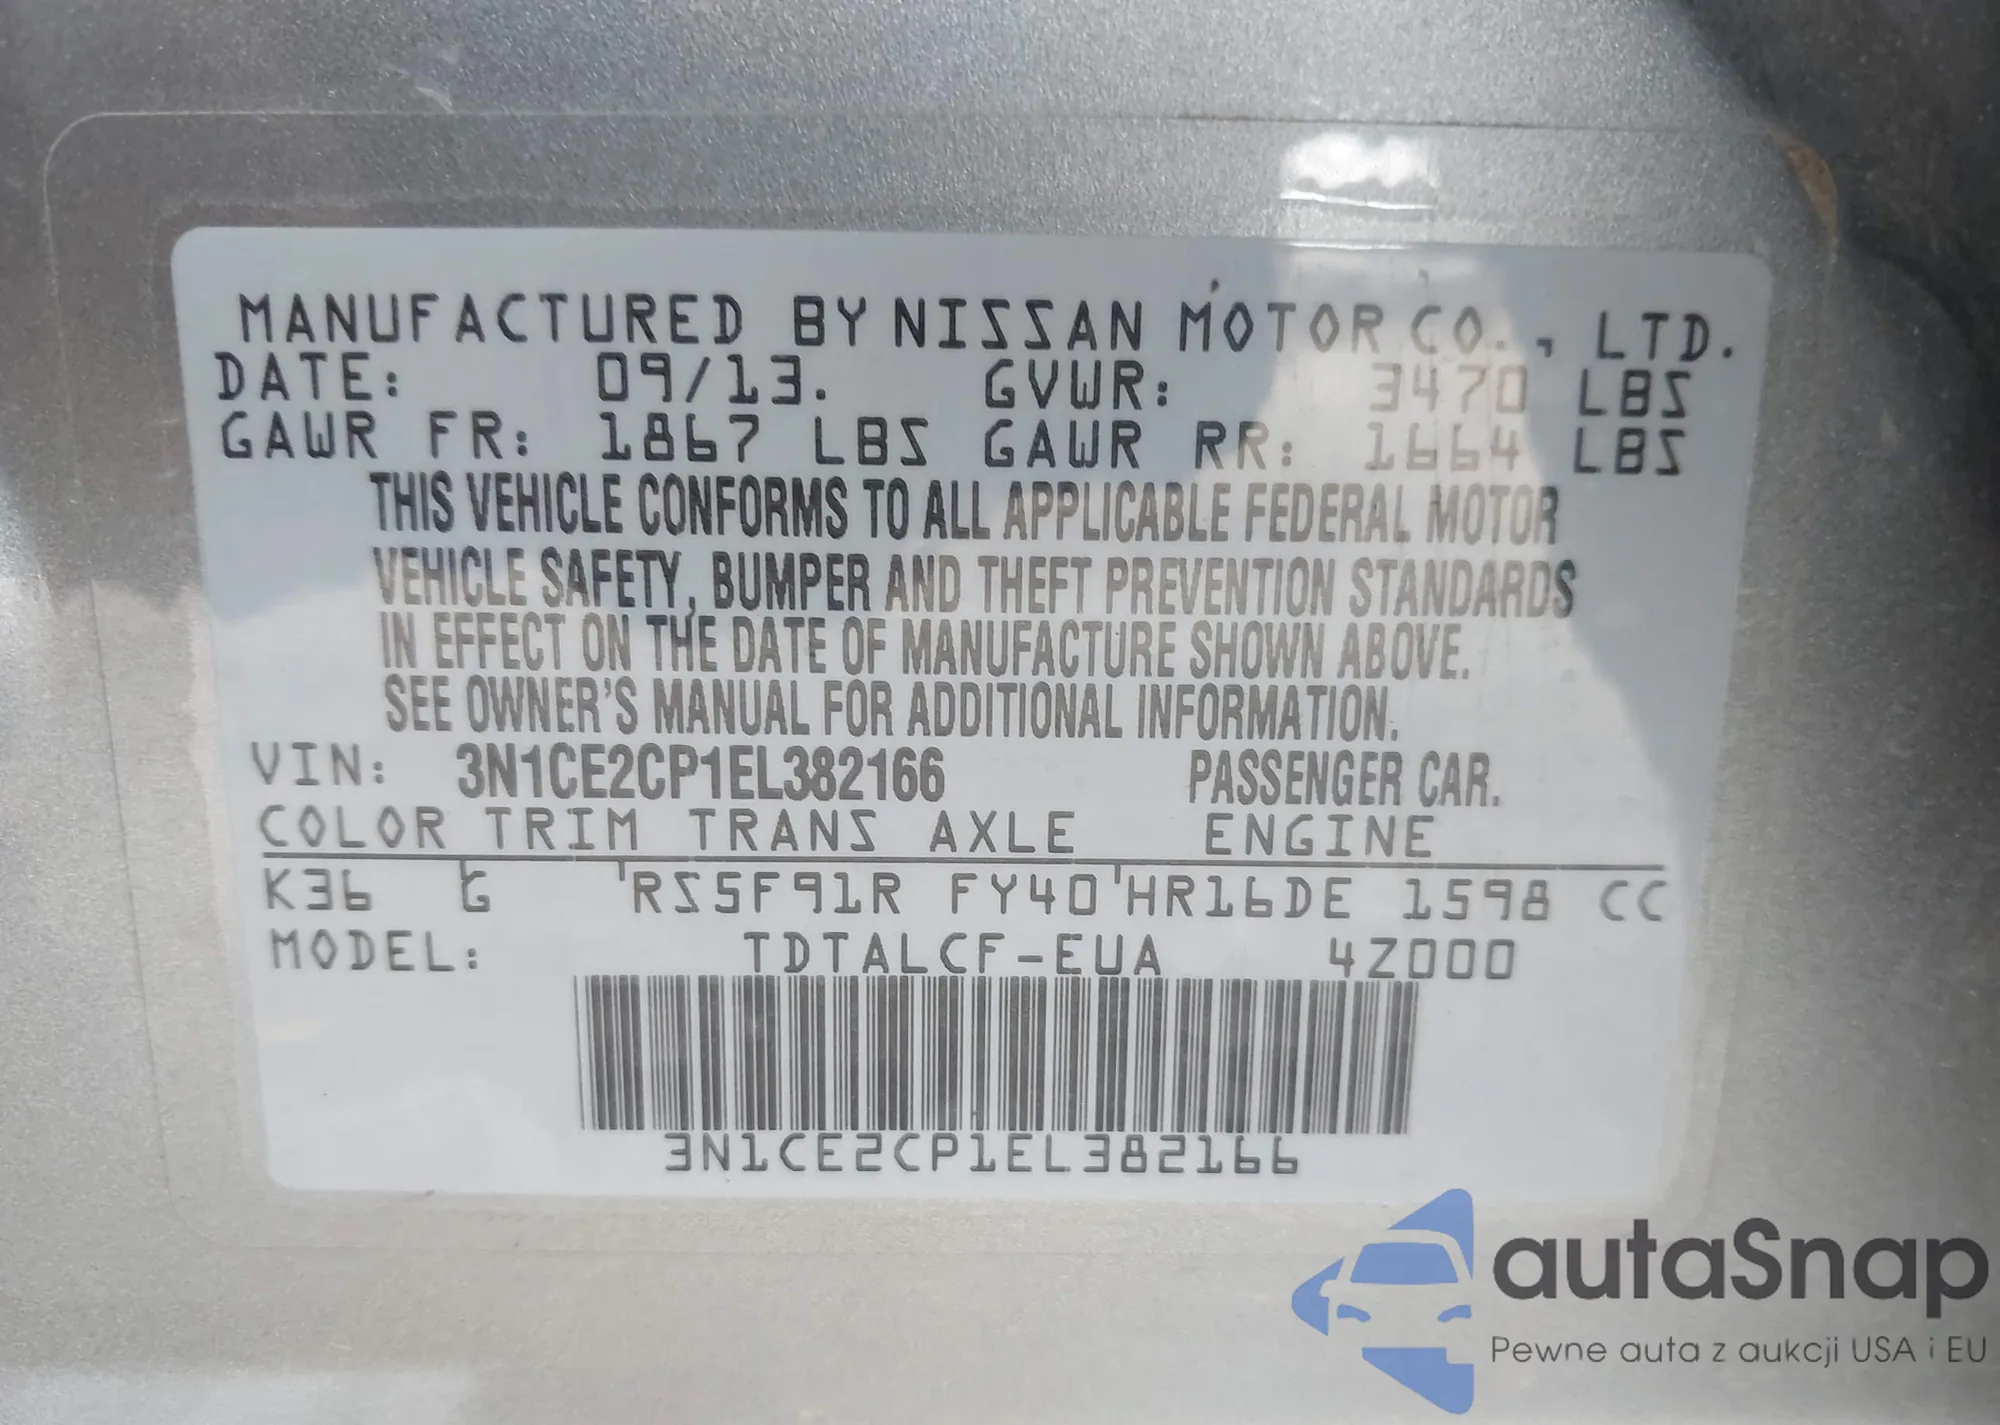 MANUFACTURED BY NISSAN MOTOR CO., LTD.
DATE: 09/13. GVWR: 3470 LBS
GAWR FR: 1867 LBS GAWR RR: 1664 LBS
THIS VEHICLE CONFORMS TO ALL APPLICABLE FEDERAL MOTOR
VEHICLE SAFETY, BUMPER AND THEFT PREVENTION STANDARDS
IN EFFECT ON THE DATE OF MANUFACTURE SHOWN ABOVE.
SEE OWNER'S MANUAL FOR ADDITIONAL INFORMATION.
VIN: 3N1CE2CP1EL382166 PASSENGER CAR.
COLOR TRIM TRANS AXLE ENGINE
K36 G RS5F91R FY40 HR16DE 1598 CC
MODEL: TDTALCF-EUA 4Z000
3N1CE2CP1EL382166
autaSnap
Pewne auta z aukcji USA i EU